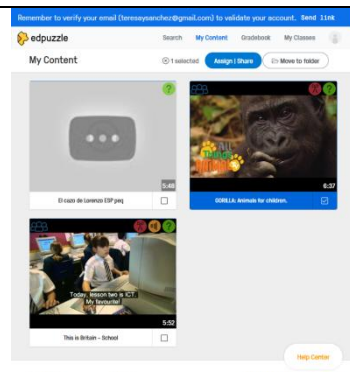 Remember to verify your email (teresaysanchez@gmail.com) to validate your account. Send link
edpuzzle
Search My Content Gradebook My Classes
My Content
1 selected
Assign | Share
Move to folder
?
5:48
El cazo de Lorenzo
ALL THINGS
?
6:37
GORILLA: Animals for children.
?
Today, lesson two is ICT.
My favourite!
5:52
This is Britain - School
Help Center